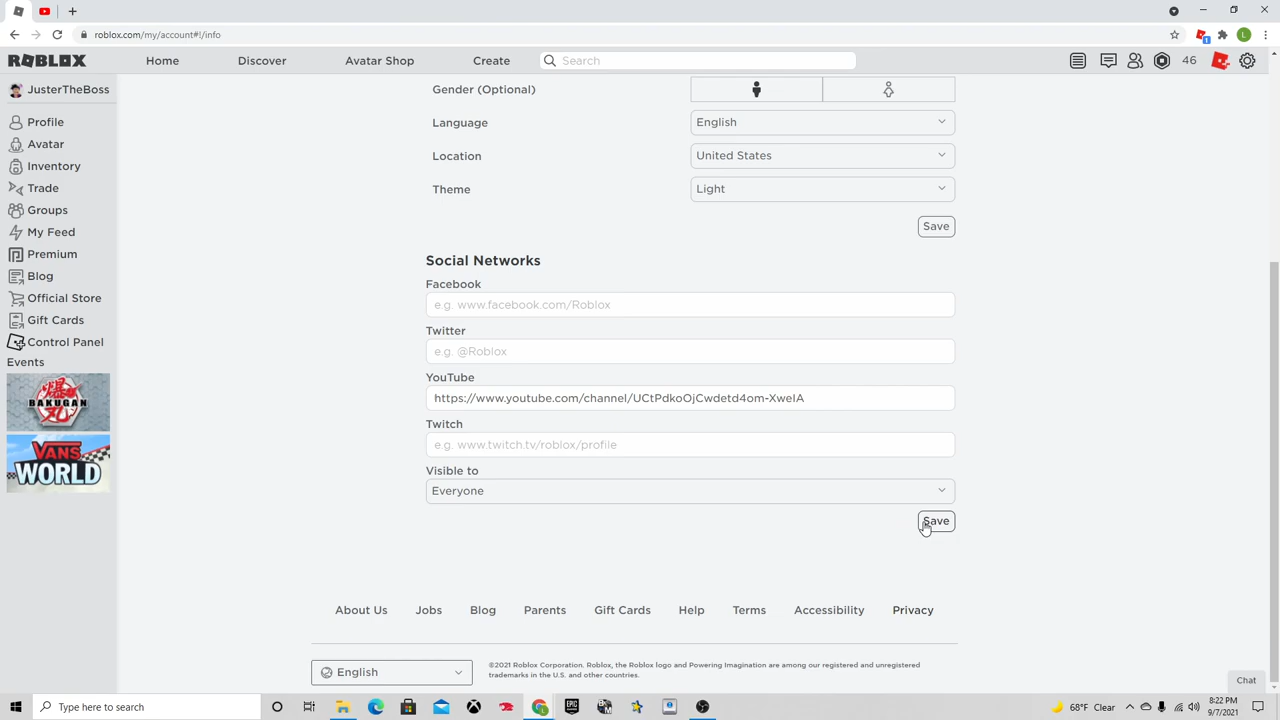 roblox.com/my/account#!/info
L
ROBLOX
Home
Discover
Avatar Shop
Create
Search
46
JusterTheBoss
Profile
Avatar
Inventory
Trade
Groups
My Feed
Premium
Blog
Official Store
Gift Cards
Control Panel
Events
BAKUGAN
VANS
WORLD
Gender (Optional)
Language
English
Location
United States
Theme
Light
Save
Social Networks
Facebook
e.g. www.facebook.com/Roblox
Twitter
e.g. @Roblox
YouTube
https://www.youtube.com/channel/UCtPdkoOjCwdetd4om-XweIA
Twitch
e.g. www.twitch.tv/roblox/profile
Visible to
Everyone
Save
About Us
Jobs
Blog
Parents
Gift Cards
Help
Terms
Accessibility
Privacy
English
©2021 Roblox Corporation. Roblox, the Roblox logo and Powering Imagination are among our registered and unregistered
trademarks in the U.S. and other countries.
Chat
Type here to search
EPIC
68°F Clear
8:22 PM
9/7/2021